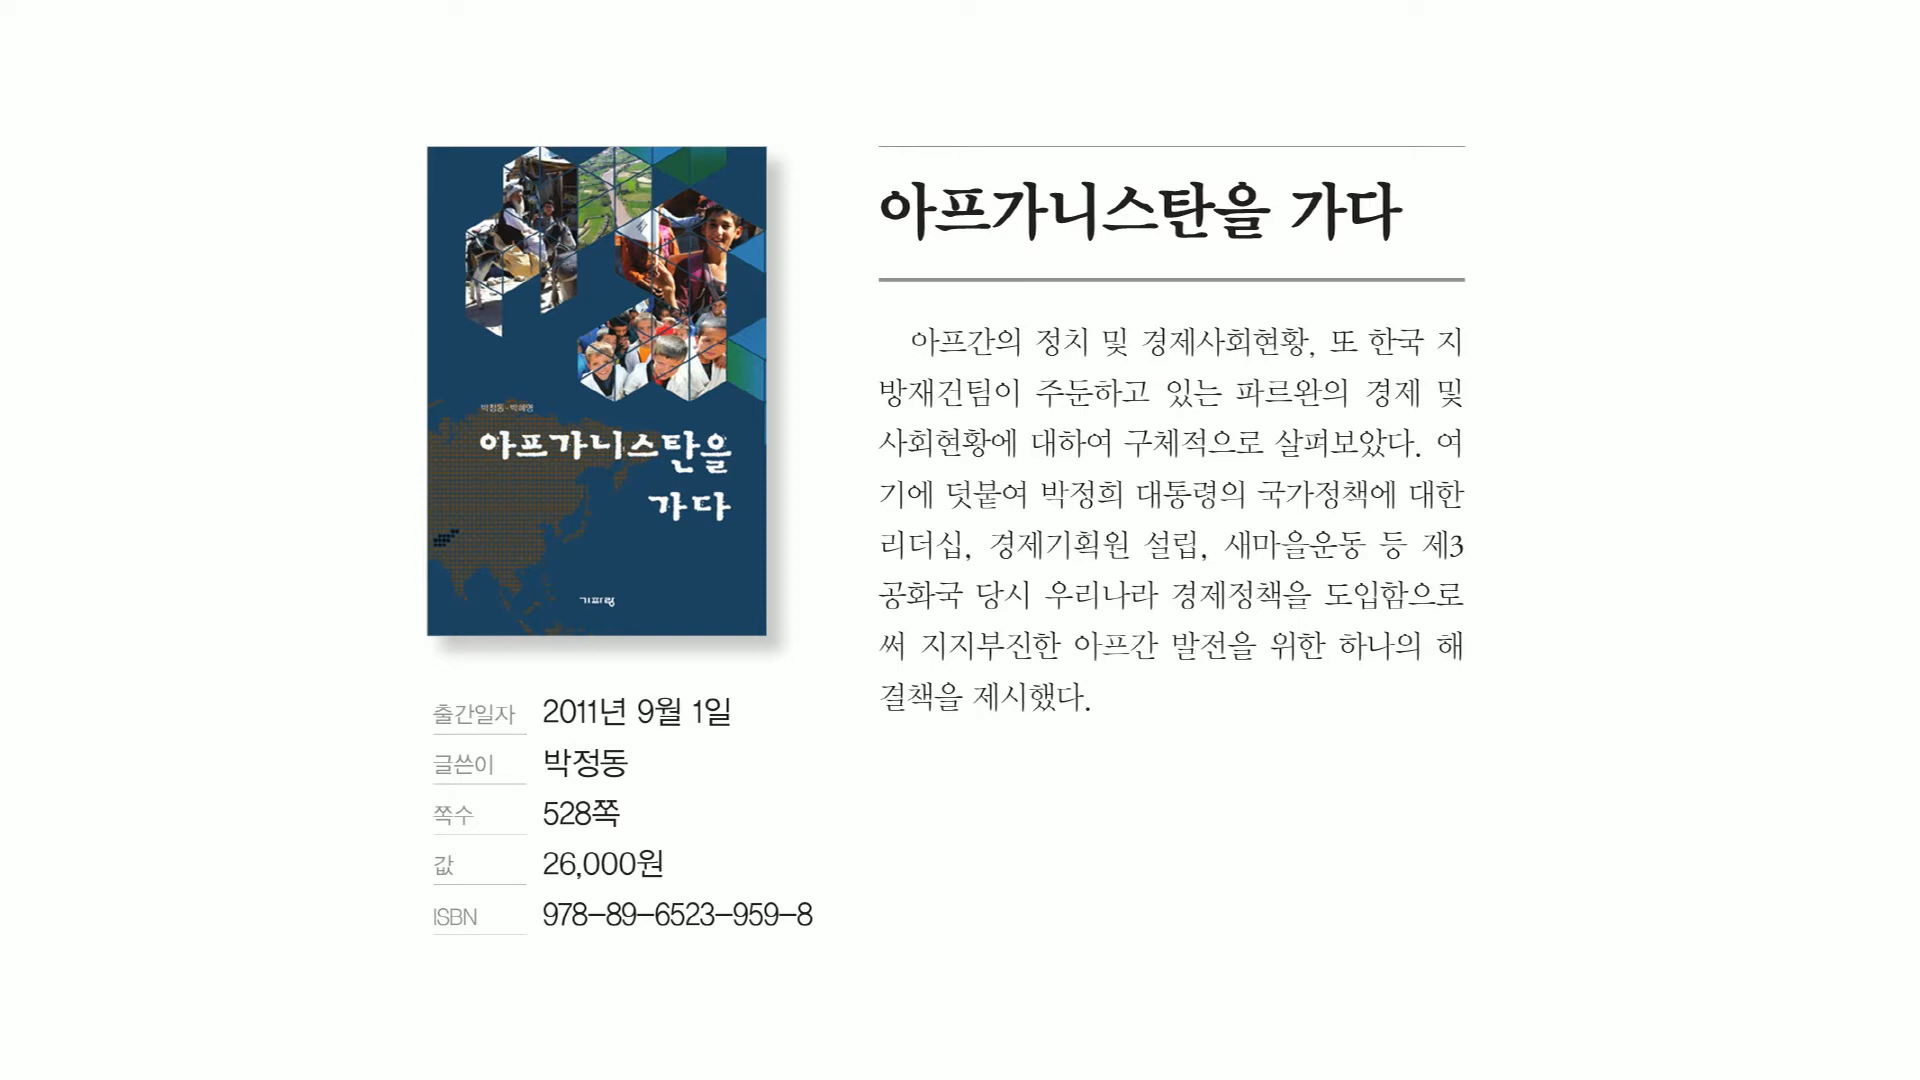 박정동·박혜영
아프가니스탄을
가다
기파랑
출간일자 2011년 9월 1일
글쓴이 박정동
쪽수 528쪽
값 26,000원
ISBN 978-89-6523-959-8
아프가니스탄을 가다
아프간의 정치 및 경제사회현황, 또 한국 지
방재건팀이 주둔하고 있는 파르완의 경제 및
사회현황에 대하여 구체적으로 살펴보았다. 여
기에 덧붙여 박정희 대통령의 국가정책에 대한
리더십, 경제기획원 설립, 새마을운동 등 제3
공화국 당시 우리나라 경제정책을 도입함으로
써 지지부진한 아프간 발전을 위한 하나의 해
결책을 제시했다.